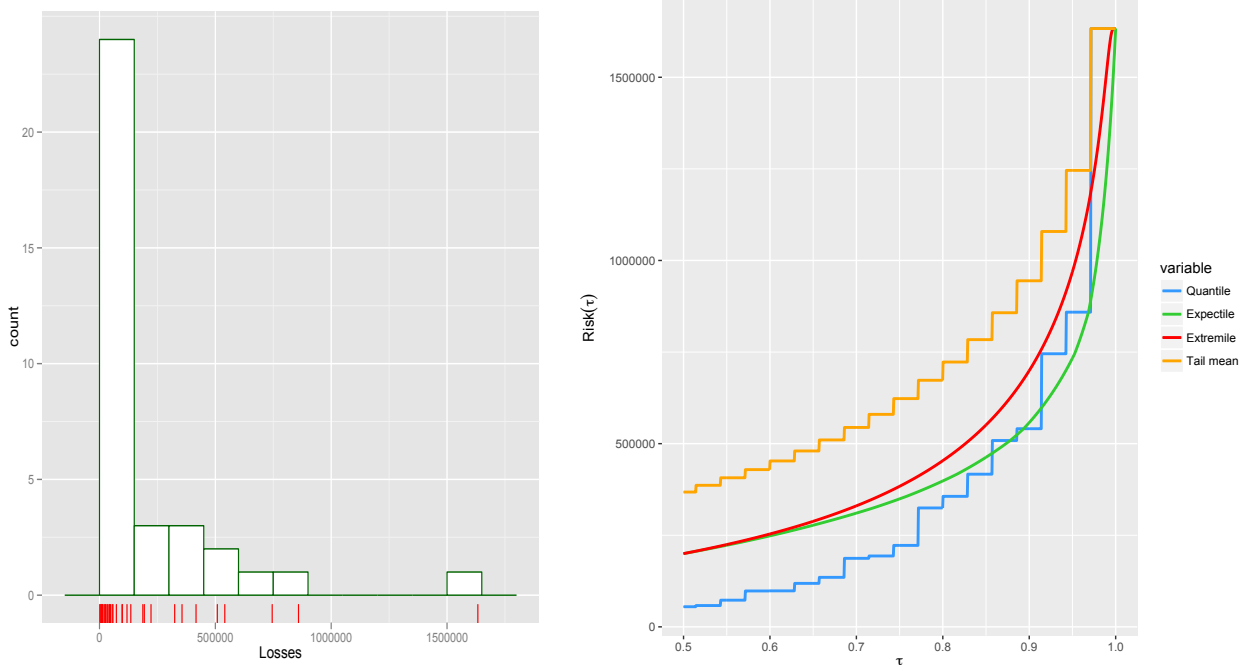 count
20
15
10
5
0
0
500000
1000000
1500000
Losses
Risk(τ)
1500000
1000000
500000
0
0.5
0.6
0.7
0.8
0.9
1.0
τ
variable
Quantile
Expectile
Extremile
Tail mean